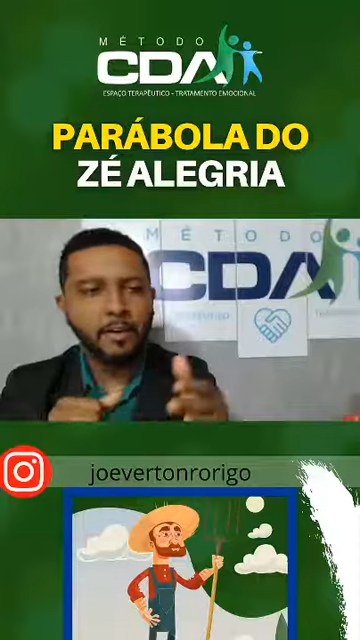 MÉTODO
CDA
ESPAÇO TERAPÊUTICO - TRATAMENTO EMOCIONAL
PARÁBOLA DO
ZÉ ALEGRIA
MÉTODO
CDA
joevertonrorigo